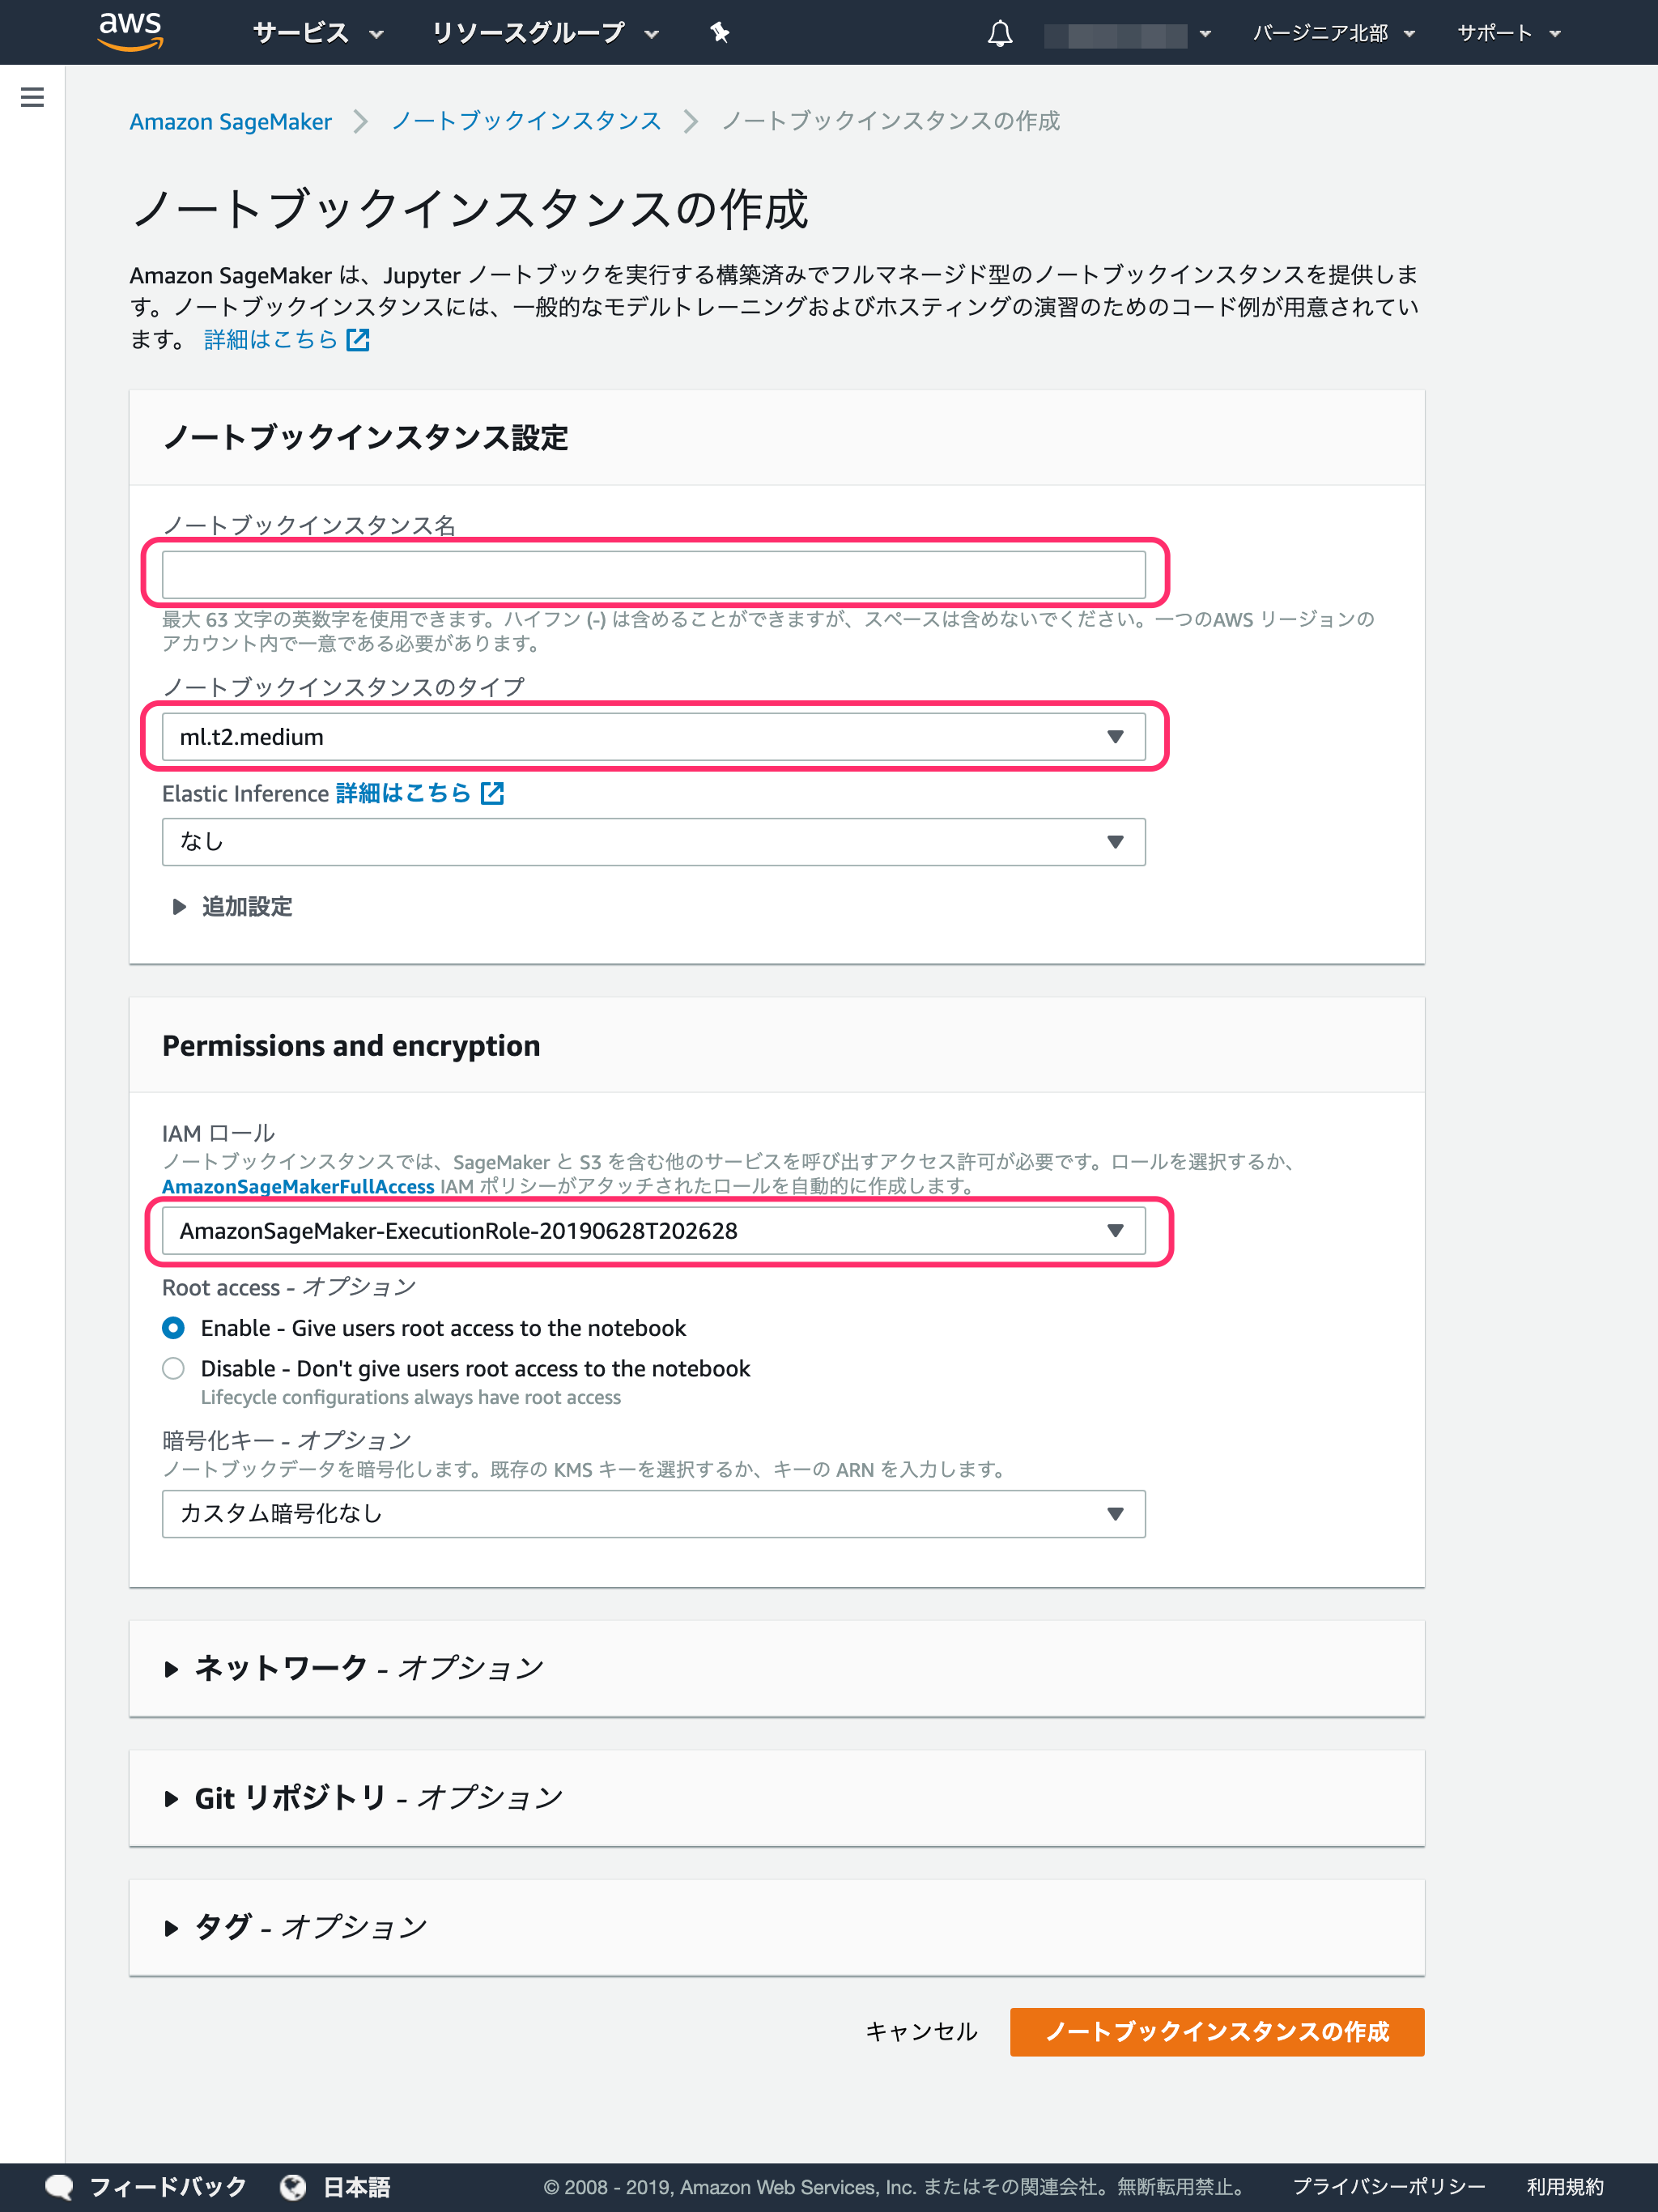 aws サービス リソースグループ バージニア北部 サポート
Amazon SageMaker ノートブックインスタンス ノートブックインスタンスの作成
ノートブックインスタンスの作成
Amazon SageMaker は、Jupyter ノートブックを実行する構築済みでフルマネージド型のノートブックインスタンスを提供しま
す。ノートブックインスタンスには、一般的なモデルトレーニングおよびホスティングの演習のためのコード例が用意されてい
ます。 詳細はこちら
ノートブックインスタンス設定
ノートブックインスタンス名
最大 63 文字の英数字を使用できます。ハイフン (-) は含めることができますが、スペースは含めないでください。一つのAWS リージョンの
アカウント内で一意である必要があります。
ノートブックインスタンスのタイプ
ml.t2.medium
Elastic Inference 詳細はこちら
なし
追加設定
Permissions and encryption
IAM ロール
ノートブックインスタンスでは、SageMaker と S3 を含む他のサービスを呼び出すアクセス許可が必要です。ロールを選択するか、
AmazonSageMakerFullAccess IAM ポリシーがアタッチされたロールを自動的に作成します。
AmazonSageMaker-ExecutionRole-20190628T202628
Root access - オプション
Enable - Give users root access to the notebook
Disable - Don't give users root access to the notebook
Lifecycle configurations always have root access
暗号化キー - オプション
ノートブックデータを暗号化します。既存の KMS キーを選択するか、キーの ARN を入力します。
カスタム暗号化なし
ネットワーク - オプション
Git リポジトリ - オプション
タグ - オプション
キャンセル ノートブックインスタンスの作成
フィードバック 日本語 © 2008 - 2019, Amazon Web Services, Inc. またはその関連会社。無断転用禁止。 プライバシーポリシー 利用規約